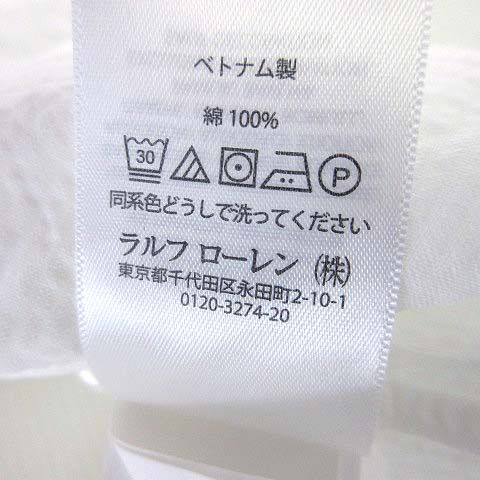 ベトナム製
綿 100%
30 P
同系色どうしで洗ってください
ラルフ ローレン (株)
東京都千代田区永田町2-10-1
0120-3274-20